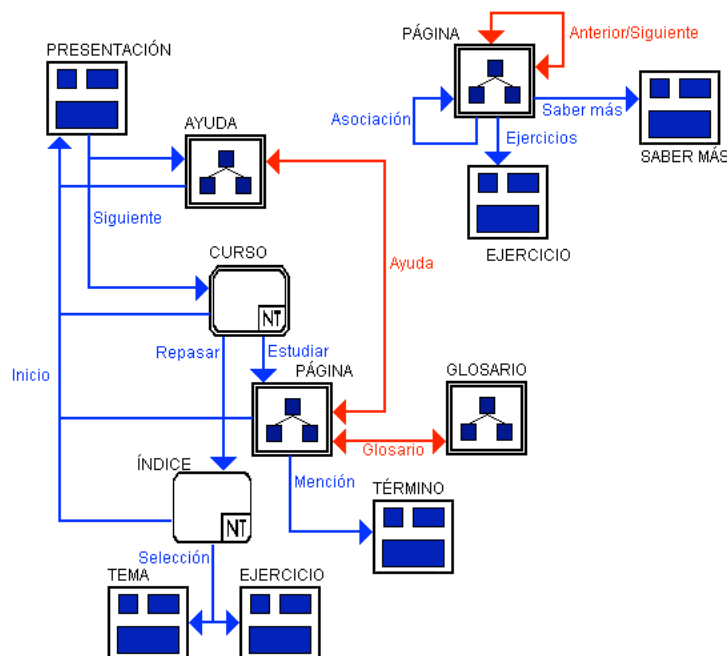 PÁGINA
Anterior/Siguiente
PRESENTACIÓN
Asociación
Saber más
AYUDA
Ejercicios
SABER MÁS
Siguiente
EJERCICIO
CURSO
Ayuda
NT
Repasar
Estudiar
Inicio
PÁGINA
GLOSARIO
Glosario
ÍNDICE
Mención
TÉRMINO
NT
Selección
TEMA
EJERCICIO